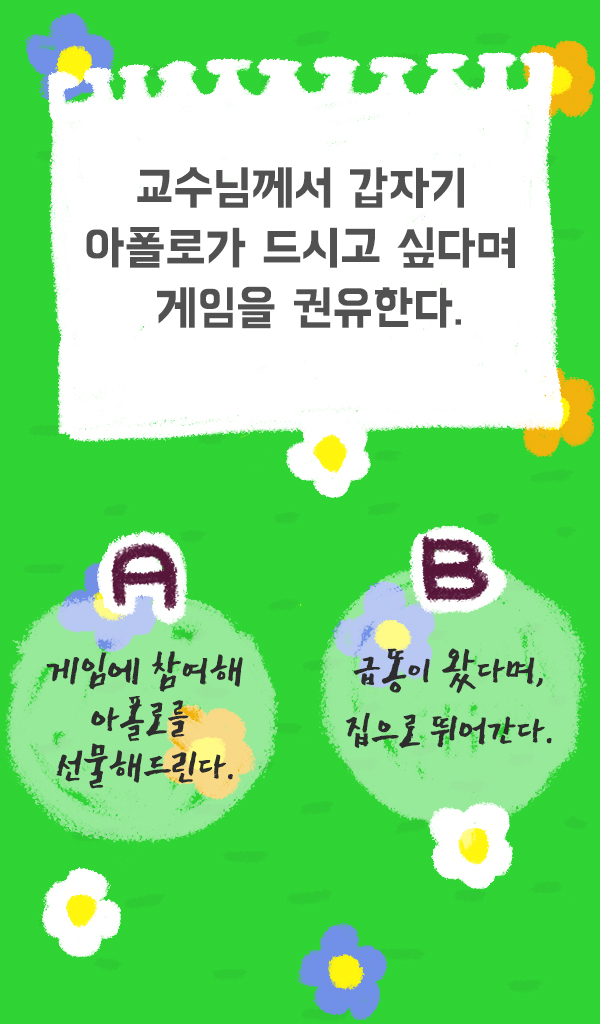 교수님께서 갑자기
아폴로가 드시고 싶다며
게임을 권유한다.
A
게임에 참여해
아폴로를
선물해드린다.
B
급똥이 왔다며,
집으로 뛰어간다.